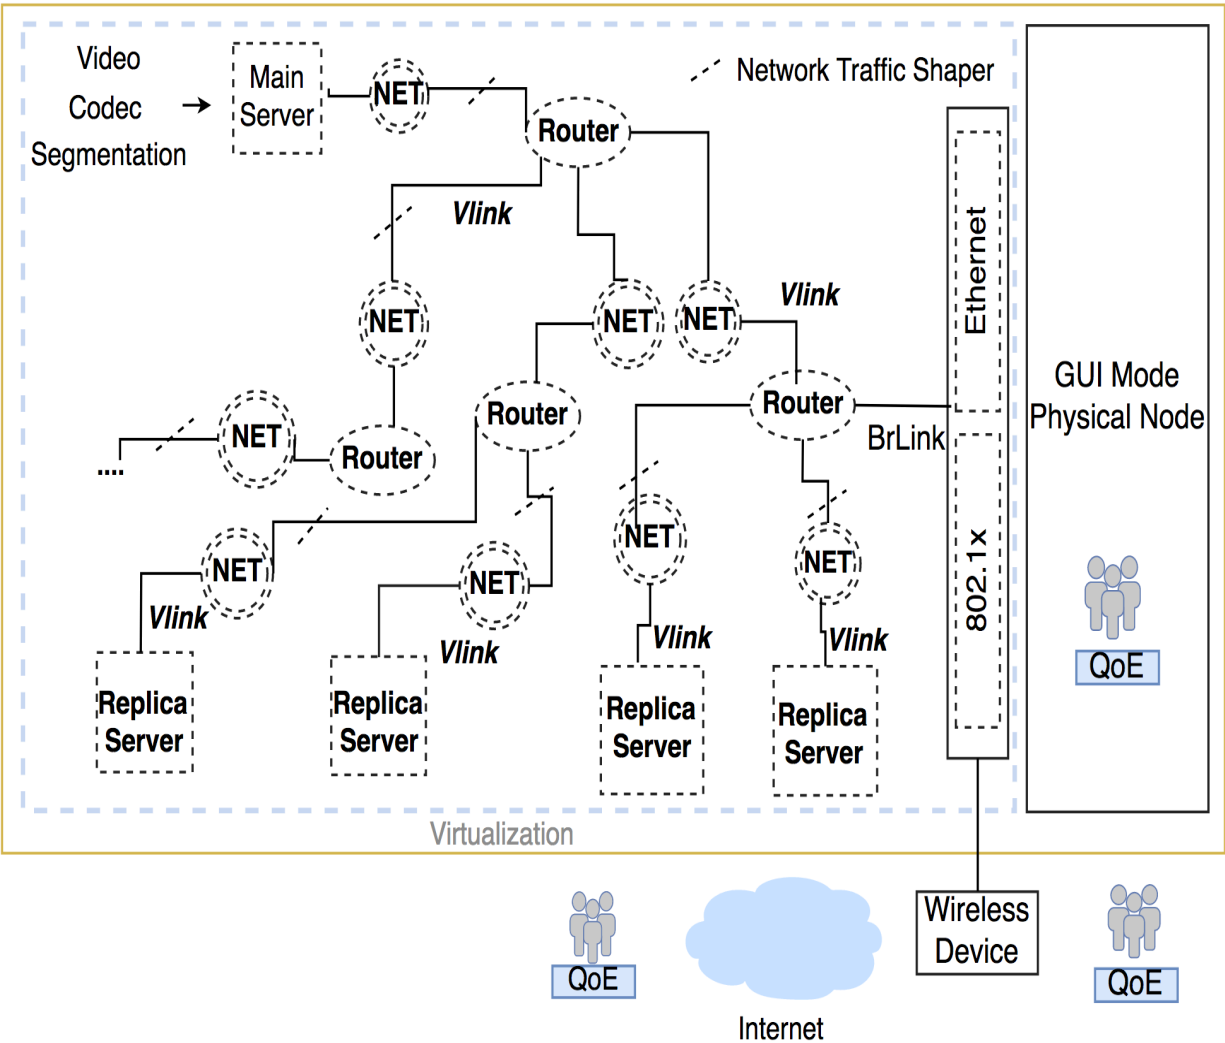 Video
Codec
Segmentation
Main
Server
NET
Network Traffic Shaper
Router
Vlink
Ethernet
NET
NET
NET
Vlink
GUI Mode
Physical Node
Router
Router
BrLink
NET
Router
....
802.1x
NET
NET
NET
NET
Vlink
Vlink
Vlink
Vlink
QoE
Replica
Server
Replica
Server
Replica
Server
Replica
Server
Virtualization
QoE
Internet
Wireless
Device
QoE